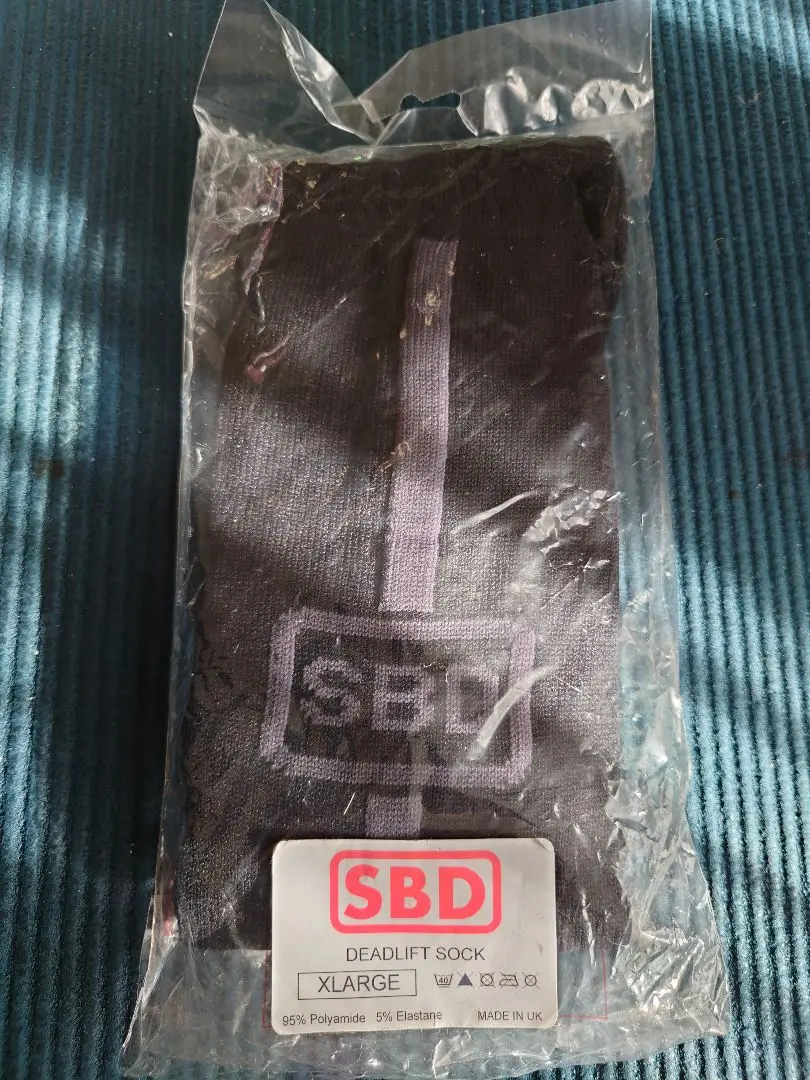 SBD
SBD
DEADLIFT SOCK
XLARGE
40
95% Polyamide 5% Elastane MADE IN UK